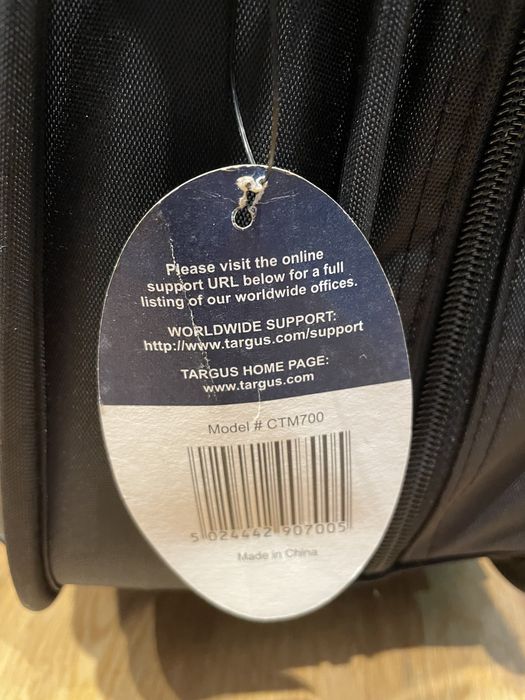 Please visit the online
support URL below for a full
listing of our worldwide offices.
WORLDWIDE SUPPORT:
http://www.targus.com/support
TARGUS HOME PAGE:
www.targus.com
Model # CTM700
5 024442 907005
Made in China